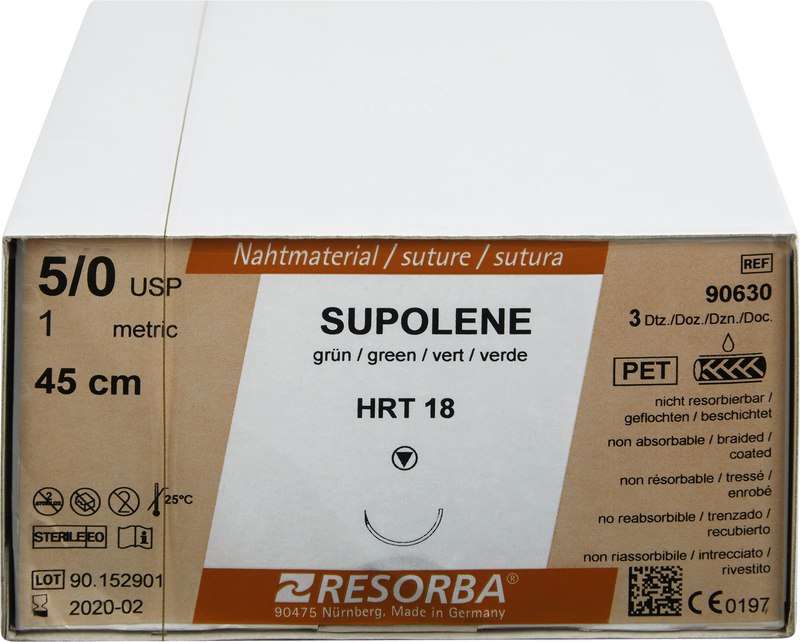 Nahtmaterial / suture / sutura
5/0 USP
1 metric
45 cm
SUPOLENE
grün / green / vert / verde
HRT 18
REF
90630
3 Dtz./Doz./Dzn./Doc.
PET
nicht resorbierbar /
geflochten / beschichtet
non absorbable / braided /
coated
non résorbable / tressé /
enrobé
no reabsorbible / trenzado /
recubierto
non riassorbibile / intrecciato /
rivestito
25°C
STERILE EO
LOT 90.152901
2020-02
RESORBA®
90475 Nürnberg, Made in Germany
CE 0197